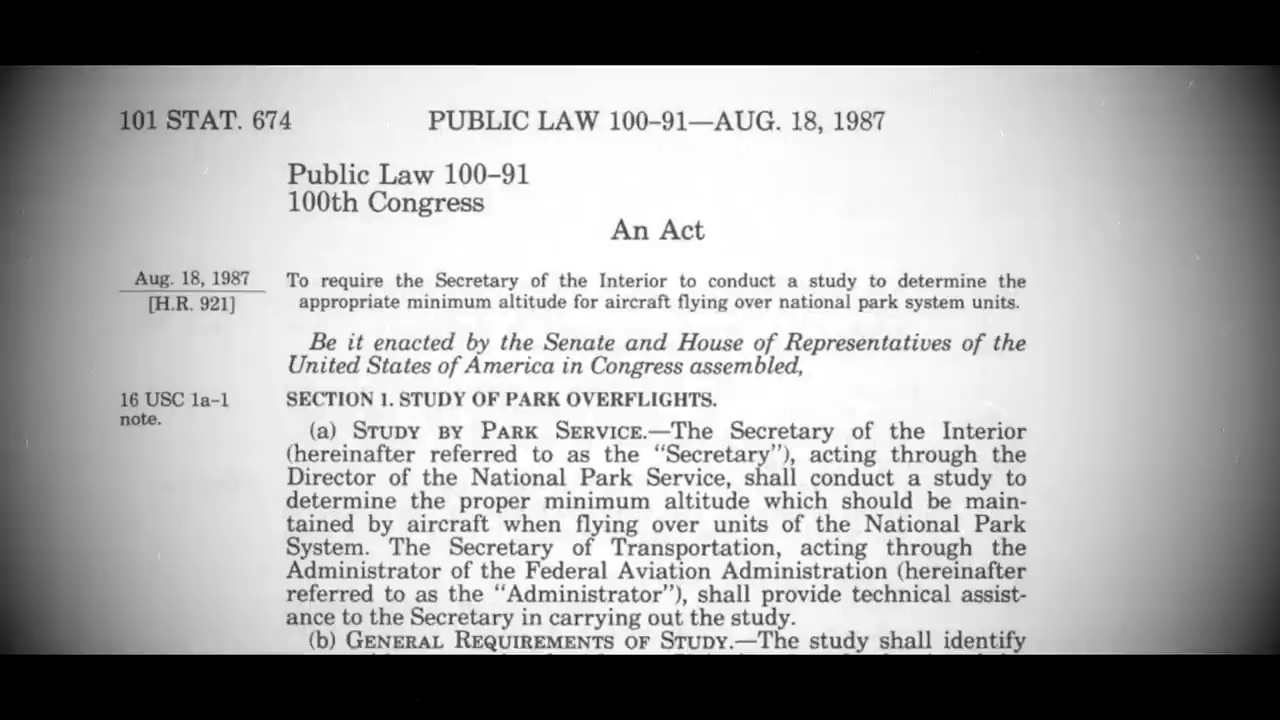 101 STAT. 674 PUBLIC LAW 100–91—AUG. 18, 1987
Public Law 100–91
100th Congress
An Act
Aug. 18, 1987
[H.R. 921]
To require the Secretary of the Interior to conduct a study to determine the
appropriate minimum altitude for aircraft flying over national park system units.
Be it enacted by the Senate and House of Representatives of the
United States of America in Congress assembled,
16 USC 1a–1
note.
SECTION 1. STUDY OF PARK OVERFLIGHTS.
(a) STUDY BY PARK SERVICE.—The Secretary of the Interior
(hereinafter referred to as the “Secretary”), acting through the
Director of the National Park Service, shall conduct a study to
determine the proper minimum altitude which should be main-
tained by aircraft when flying over units of the National Park
System. The Secretary of Transportation, acting through the
Administrator of the Federal Aviation Administration (hereinafter
referred to as the “Administrator”), shall provide technical assist-
ance to the Secretary in carrying out the study.
(b) GENERAL REQUIREMENTS OF STUDY.—The study shall identify